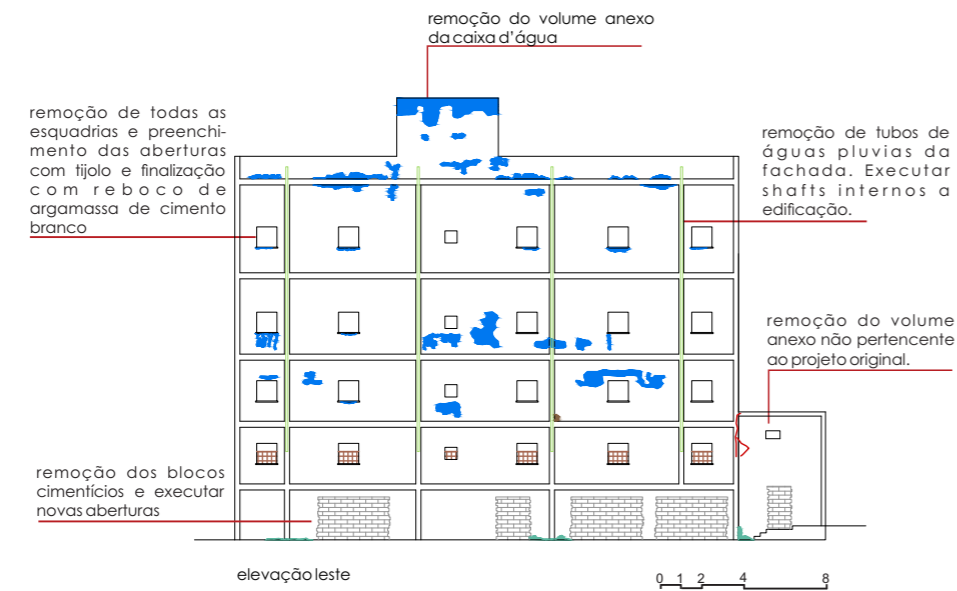 remoção do volume anexo
da caixa d'água
remoção de todas as
esquadrias e preenchi-
mento das aberturas
com tijolo e finalização
com reboco de
argamassa de cimento
branco
remoção de tubos de
águas pluvias da
fachada. Executar
shafts internos a
edificação.
remoção do volume
anexo não pertencente
ao projeto original.
remoção dos blocos
cimentícios e executar
novas aberturas
elevação leste
0 1 2 4 8